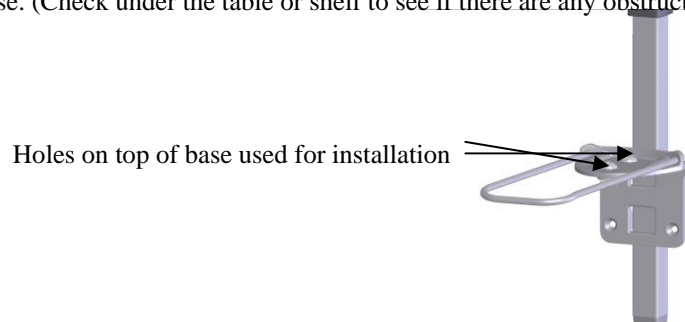 se. (Check under the table or shelf to see if there are any obstruct
Holes on top of base used for installation